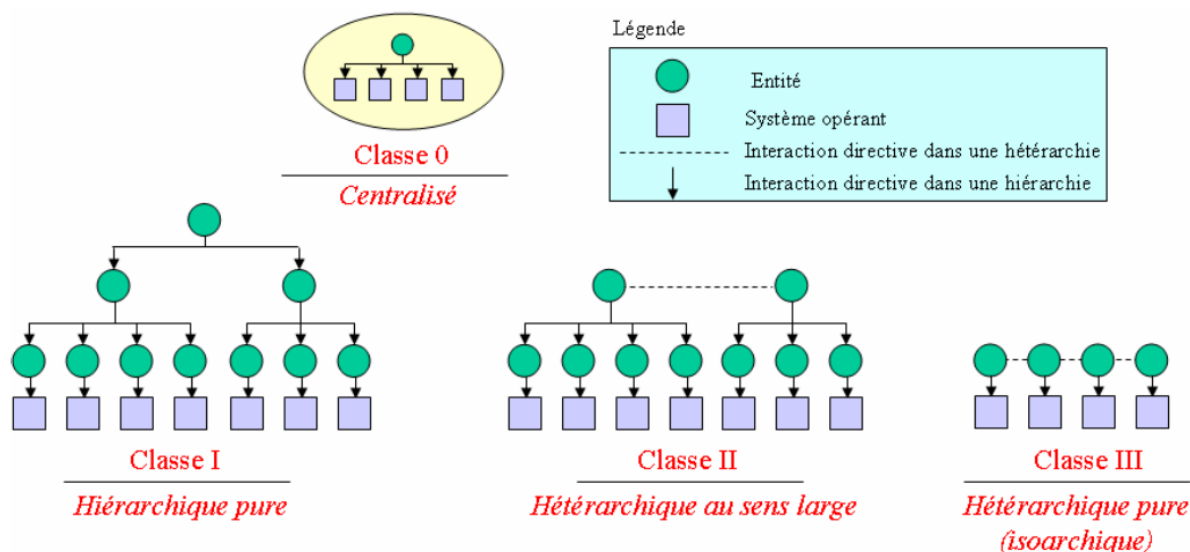 Légende
Entité
Système opérant
Interaction directive dans une hétérarchie
Interaction directive dans une hiérarchie
Classe 0
Centralisé
Classe I
Hiérarchique pure
Classe II
Hétérarchique au sens large
Classe III
Hétérarchique pure
(isoarchique)